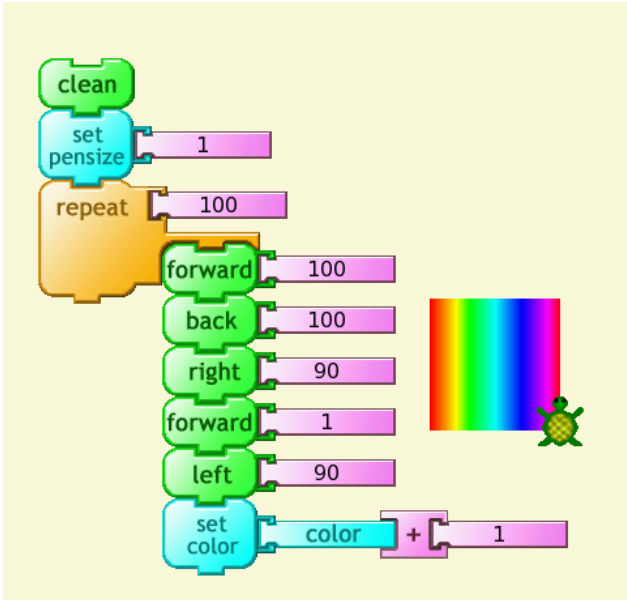 clean
set
pensize
1
repeat
100
forward
100
back
100
right
90
forward
1
left
90
set
color
color
+
1